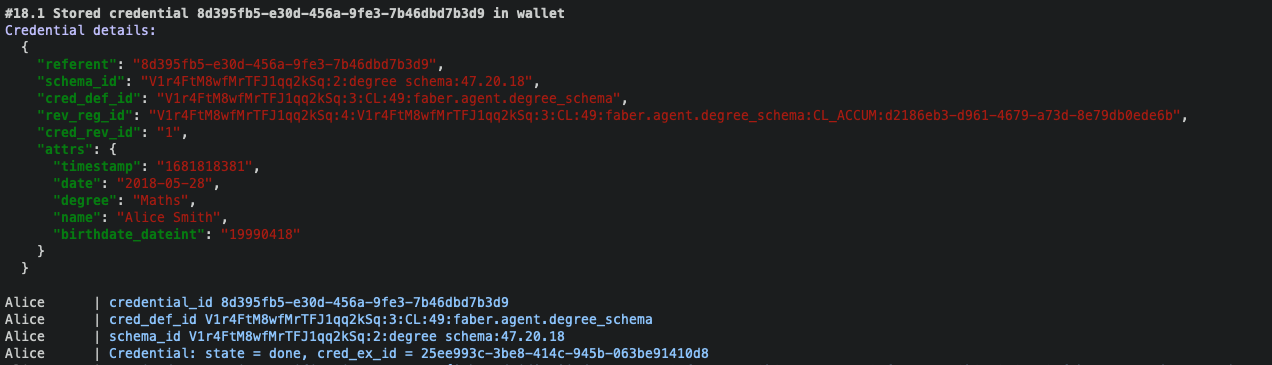 #18.1 Stored credential 8d395fb5-e30d-456a-9fe3-7b46dbd7b3d9 in wallet
Credential details:
  {
    "referent": "8d395fb5-e30d-456a-9fe3-7b46dbd7b3d9",
    "schema_id": "V1r4FtM8wfMrTFJ1qq2kSq:2:degree schema:47.20.18",
    "cred_def_id": "V1r4FtM8wfMrTFJ1qq2kSq:3:CL:49:faber.agent.degree_schema",
    "rev_reg_id": "V1r4FtM8wfMrTFJ1qq2kSq:4:V1r4FtM8wfMrTFJ1qq2kSq:3:CL:49:faber.agent.degree_schema:CL_ACCUM:d2186eb3-d961-4679-a73d-8e79db0ede6b",
    "cred_rev_id": "1",
    "attrs": {
      "timestamp": "1681818381",
      "date": "2018-05-28",
      "degree": "Maths",
      "name": "Alice Smith",
      "birthdate_dateint": "19990418"
    }
  }
Alice      | credential_id 8d395fb5-e30d-456a-9fe3-7b46dbd7b3d9
Alice      | cred_def_id V1r4FtM8wfMrTFJ1qq2kSq:3:CL:49:faber.agent.degree_schema
Alice      | schema_id V1r4FtM8wfMrTFJ1qq2kSq:2:degree schema:47.20.18
Alice      | Credential: state = done, cred_ex_id = 25ee993c-3be8-414c-945b-063be91410d8